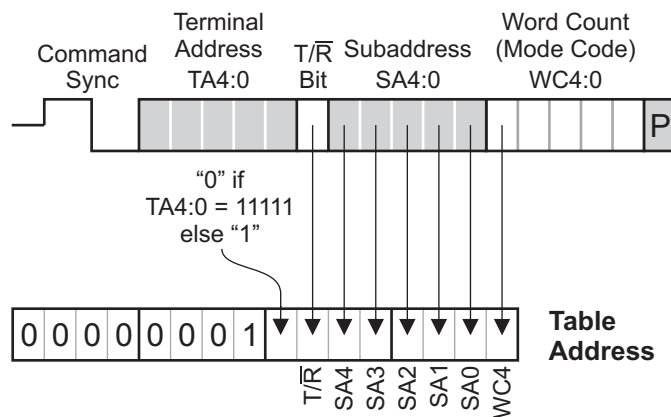 Command
Sync
Terminal
Address
TA4:0
T/R̅
Bit
Subaddress
SA4:0
Word Count
(Mode Code)
WC4:0
P
“0” if
TA4:0 = 11111
else “1”
0 0 0 0 0 0 0 1
Table
Address
T/R̅
SA4
SA3
SA2
SA1
SA0
WC4